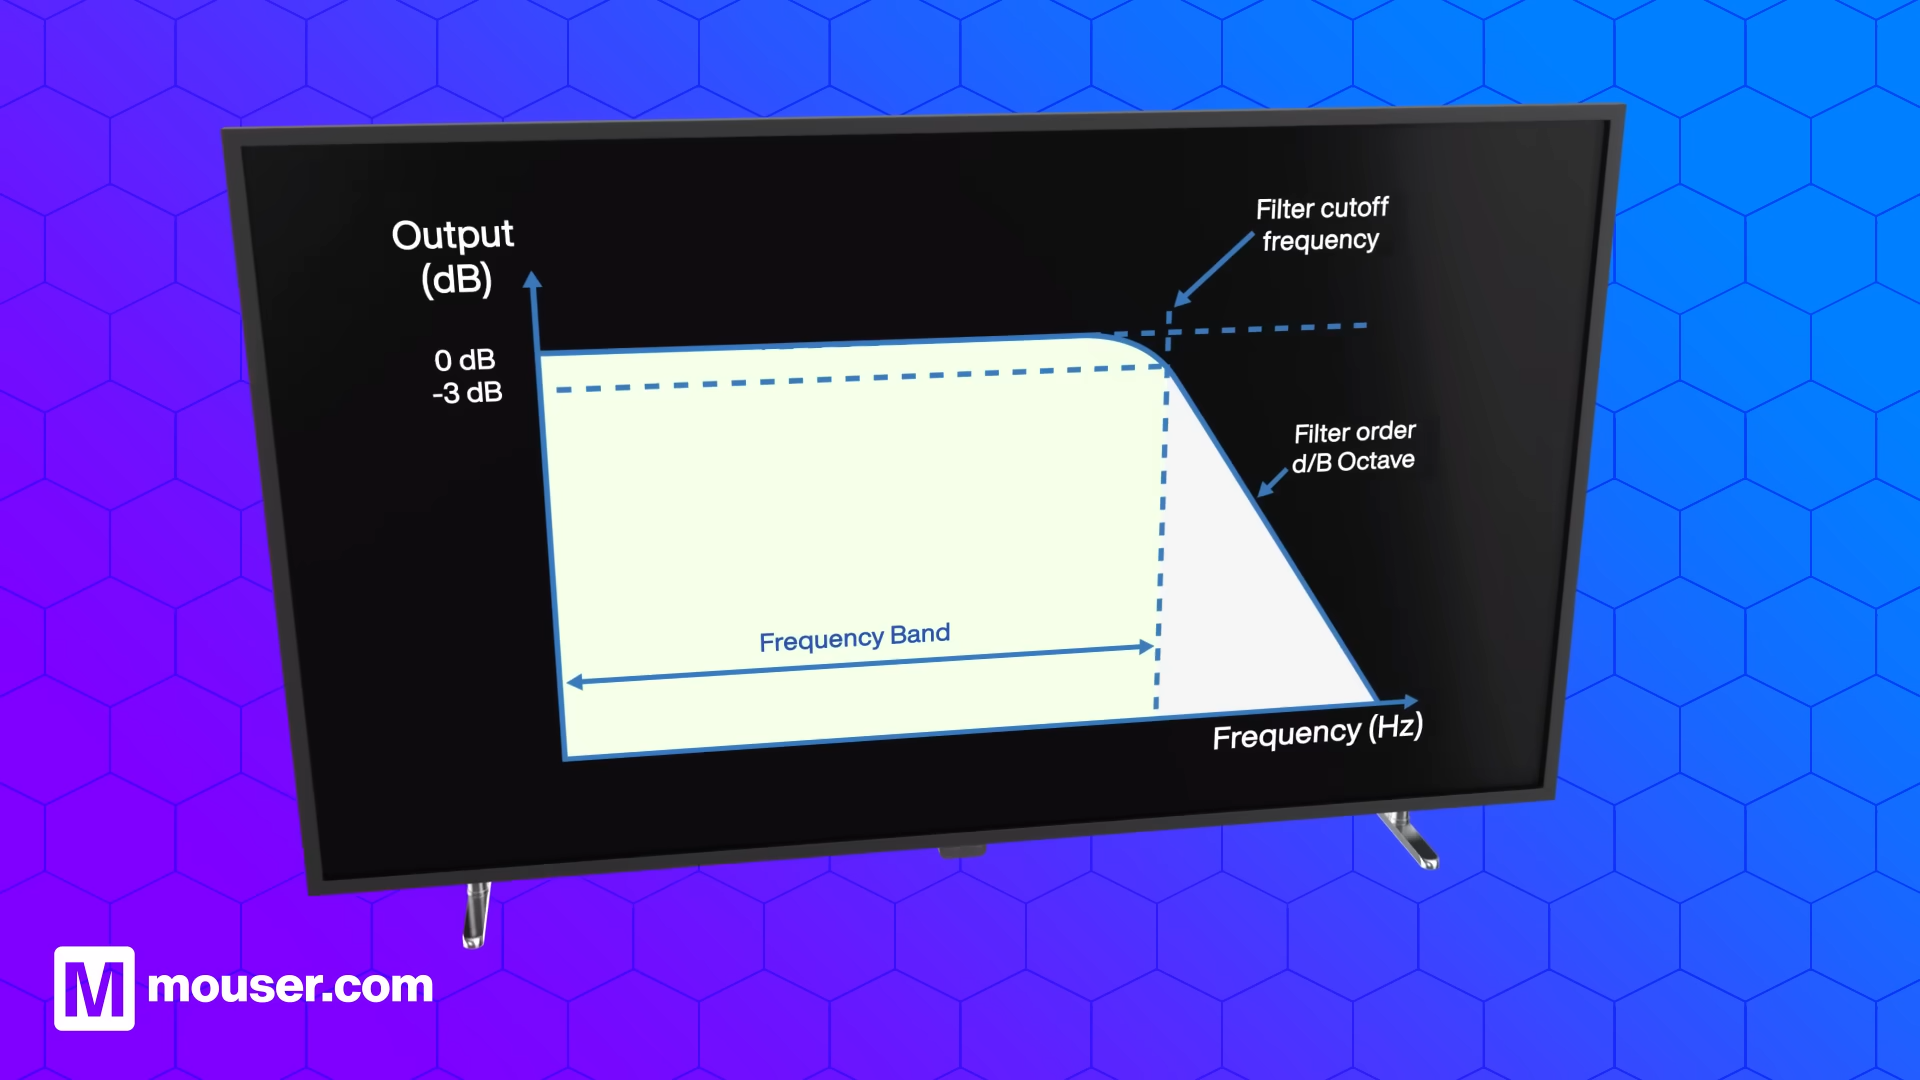 Output
(dB)
0 dB
-3 dB
Filter cutoff
frequency
Filter order
d/B Octave
Frequency Band
Frequency (Hz)
M mouser.com